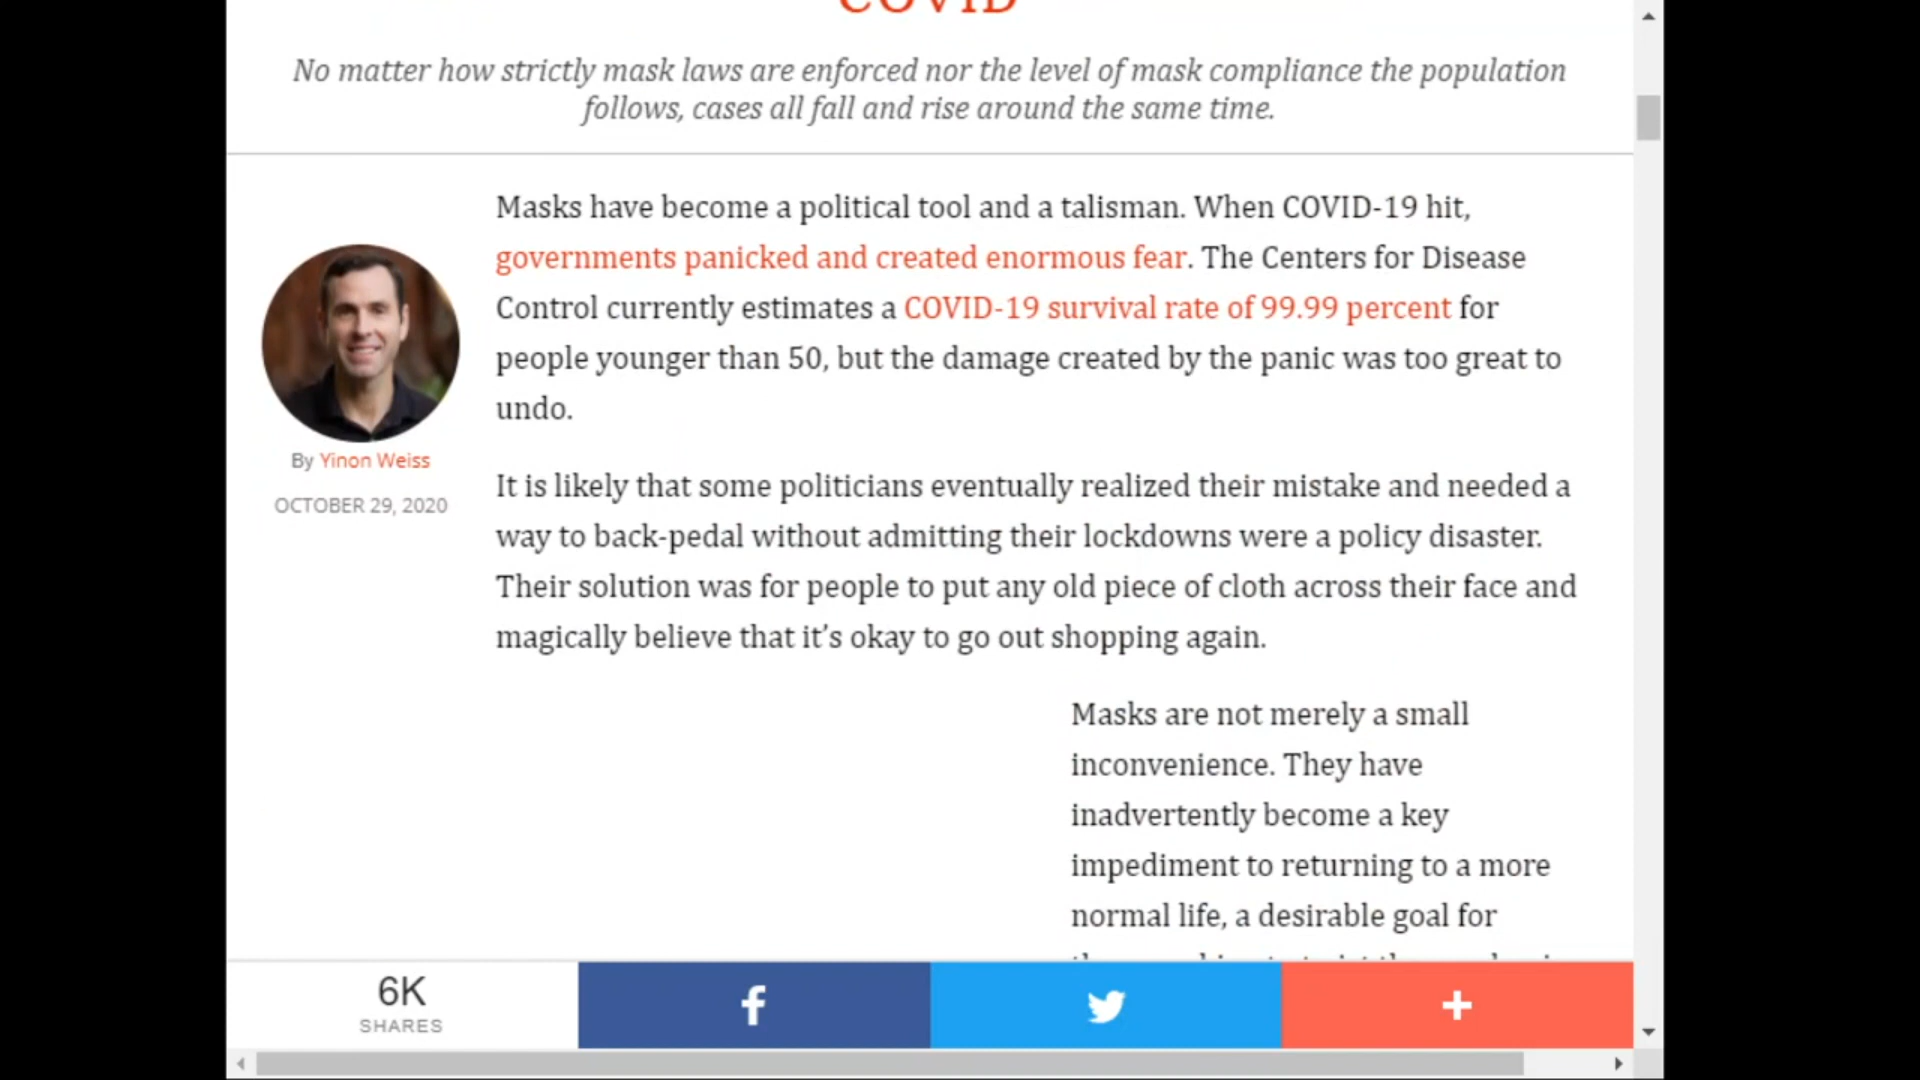 COVID
No matter how strictly mask laws are enforced nor the level of mask compliance the population
follows, cases all fall and rise around the same time.
Masks have become a political tool and a talisman. When COVID-19 hit,
governments panicked and created enormous fear. The Centers for Disease
Control currently estimates a COVID-19 survival rate of 99.99 percent for
people younger than 50, but the damage created by the panic was too great to
undo.
By Yinon Weiss
OCTOBER 29, 2020
It is likely that some politicians eventually realized their mistake and needed a
way to back-pedal without admitting their lockdowns were a policy disaster.
Their solution was for people to put any old piece of cloth across their face and
magically believe that it’s okay to go out shopping again.
Masks are not merely a small
inconvenience. They have
inadvertently become a key
impediment to returning to a more
normal life, a desirable goal for
6K
SHARES